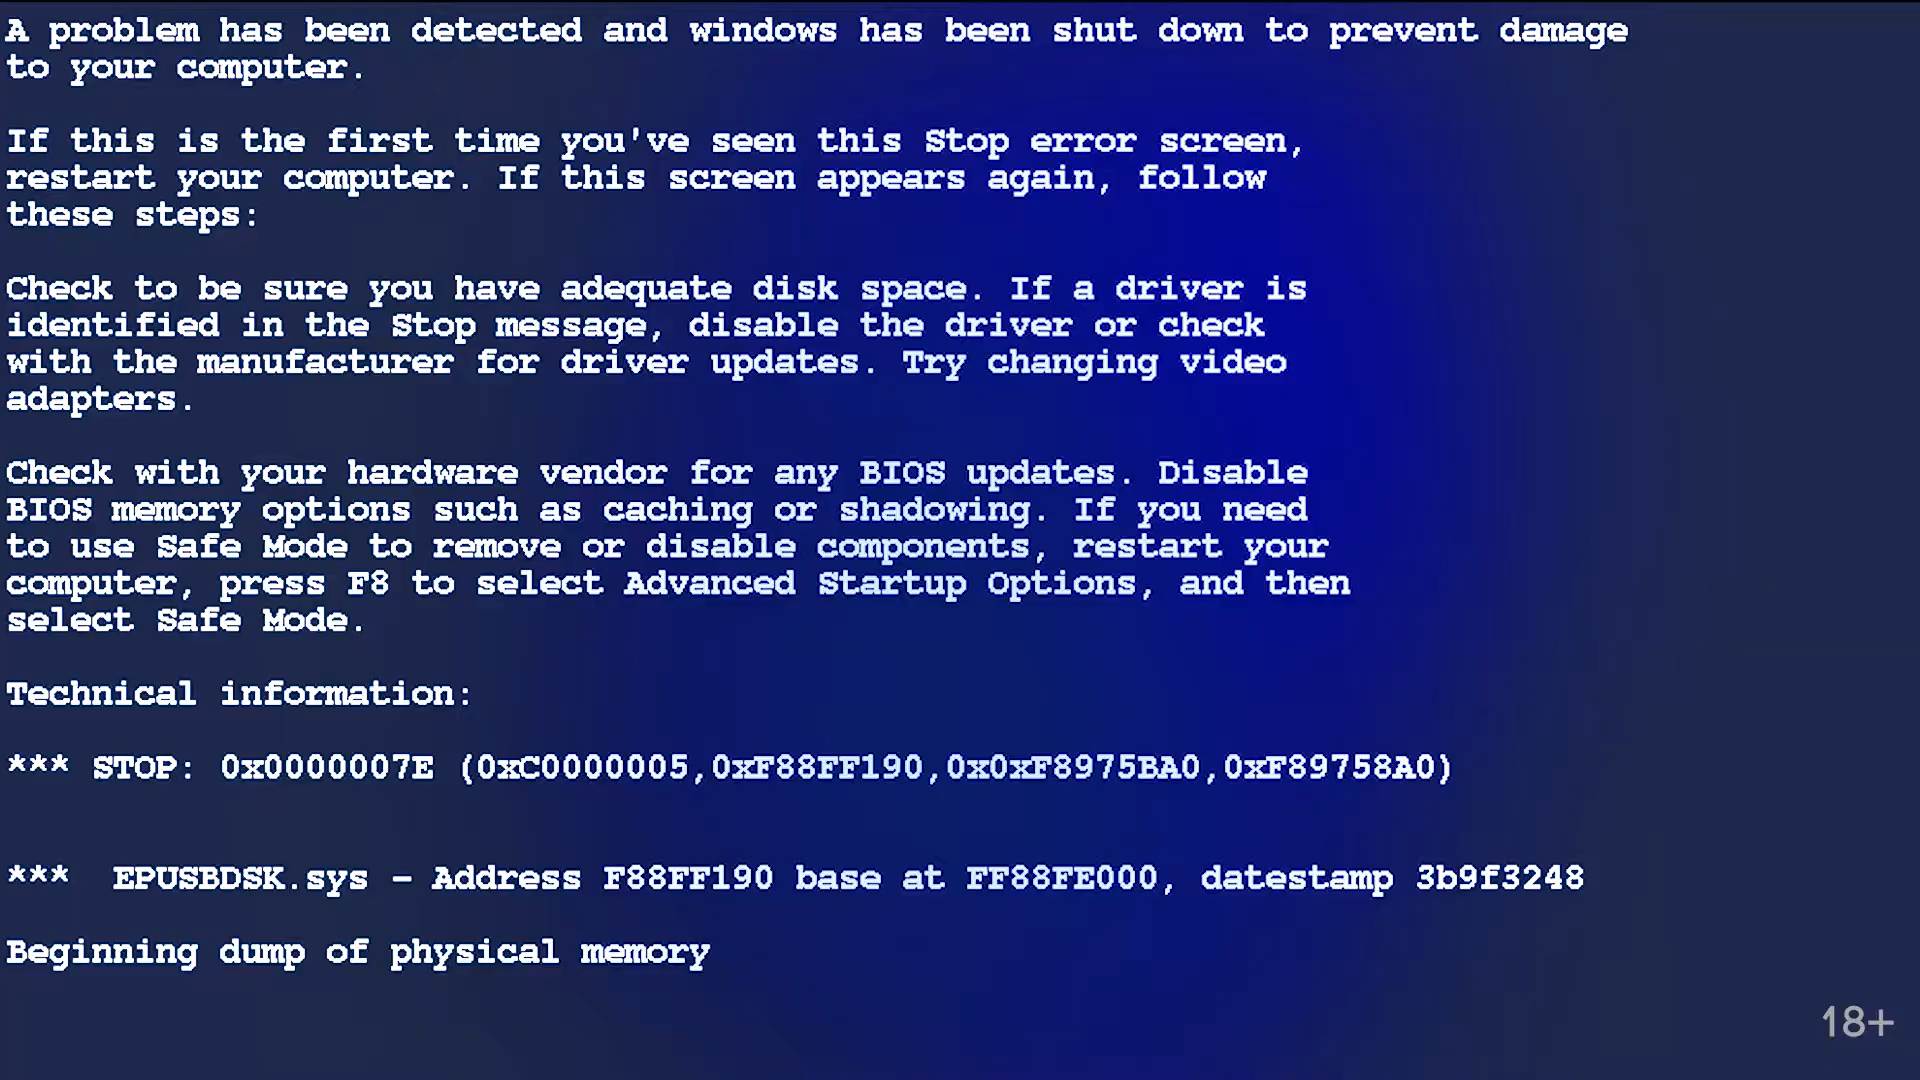 A problem has been detected and windows has been shut down to prevent damage
to your computer.
If this is the first time you've seen this Stop error screen,
restart your computer. If this screen appears again, follow
these steps:
Check to be sure you have adequate disk space. If a driver is
identified in the Stop message, disable the driver or check
with the manufacturer for driver updates. Try changing video
adapters.
Check with your hardware vendor for any BIOS updates. Disable
BIOS memory options such as caching or shadowing. If you need
to use Safe Mode to remove or disable components, restart your
computer, press F8 to select Advanced Startup Options, and then
select Safe Mode.
Technical information:
*** STOP: 0x0000007E (0xC0000005,0xF88FF190,0x0xF8975BA0,0xF89758A0)
*** EPUSBDSK.sys – Address F88FF190 base at FF88FE000, datestamp 3b9f3248
Beginning dump of physical memory
18+